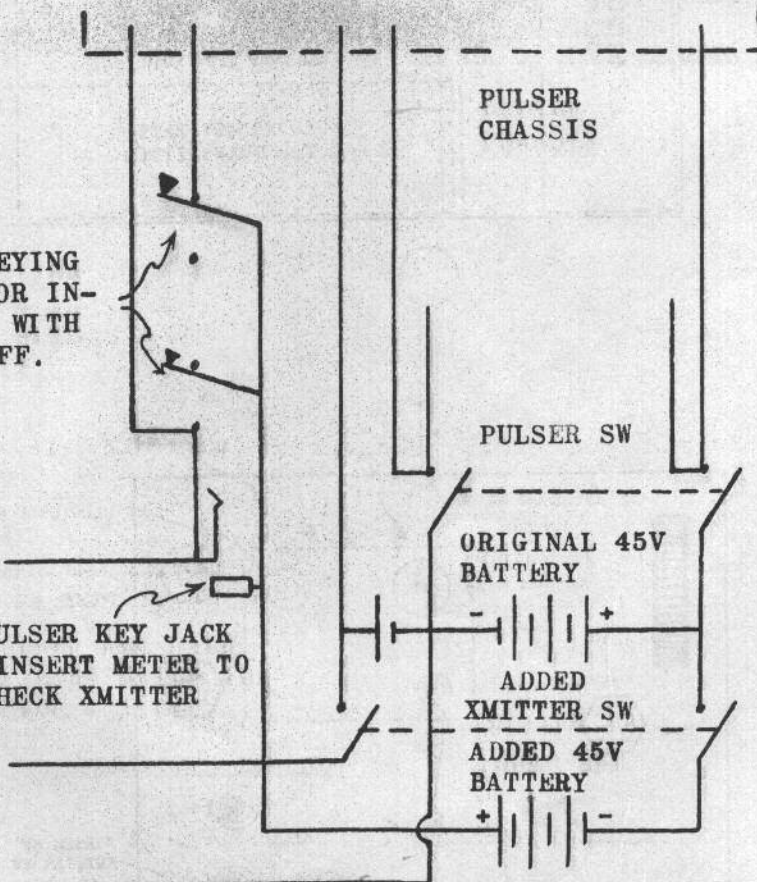 PULSER
CHASSIS
EYING
OR IN-
WITH
FF.
PULSER SW
ORIGINAL 45V
BATTERY
- +
ULSER KEY JACK
INSERT METER TO
HECK XMITTER
ADDED
XMITTER SW
ADDED 45V
BATTERY
+ -